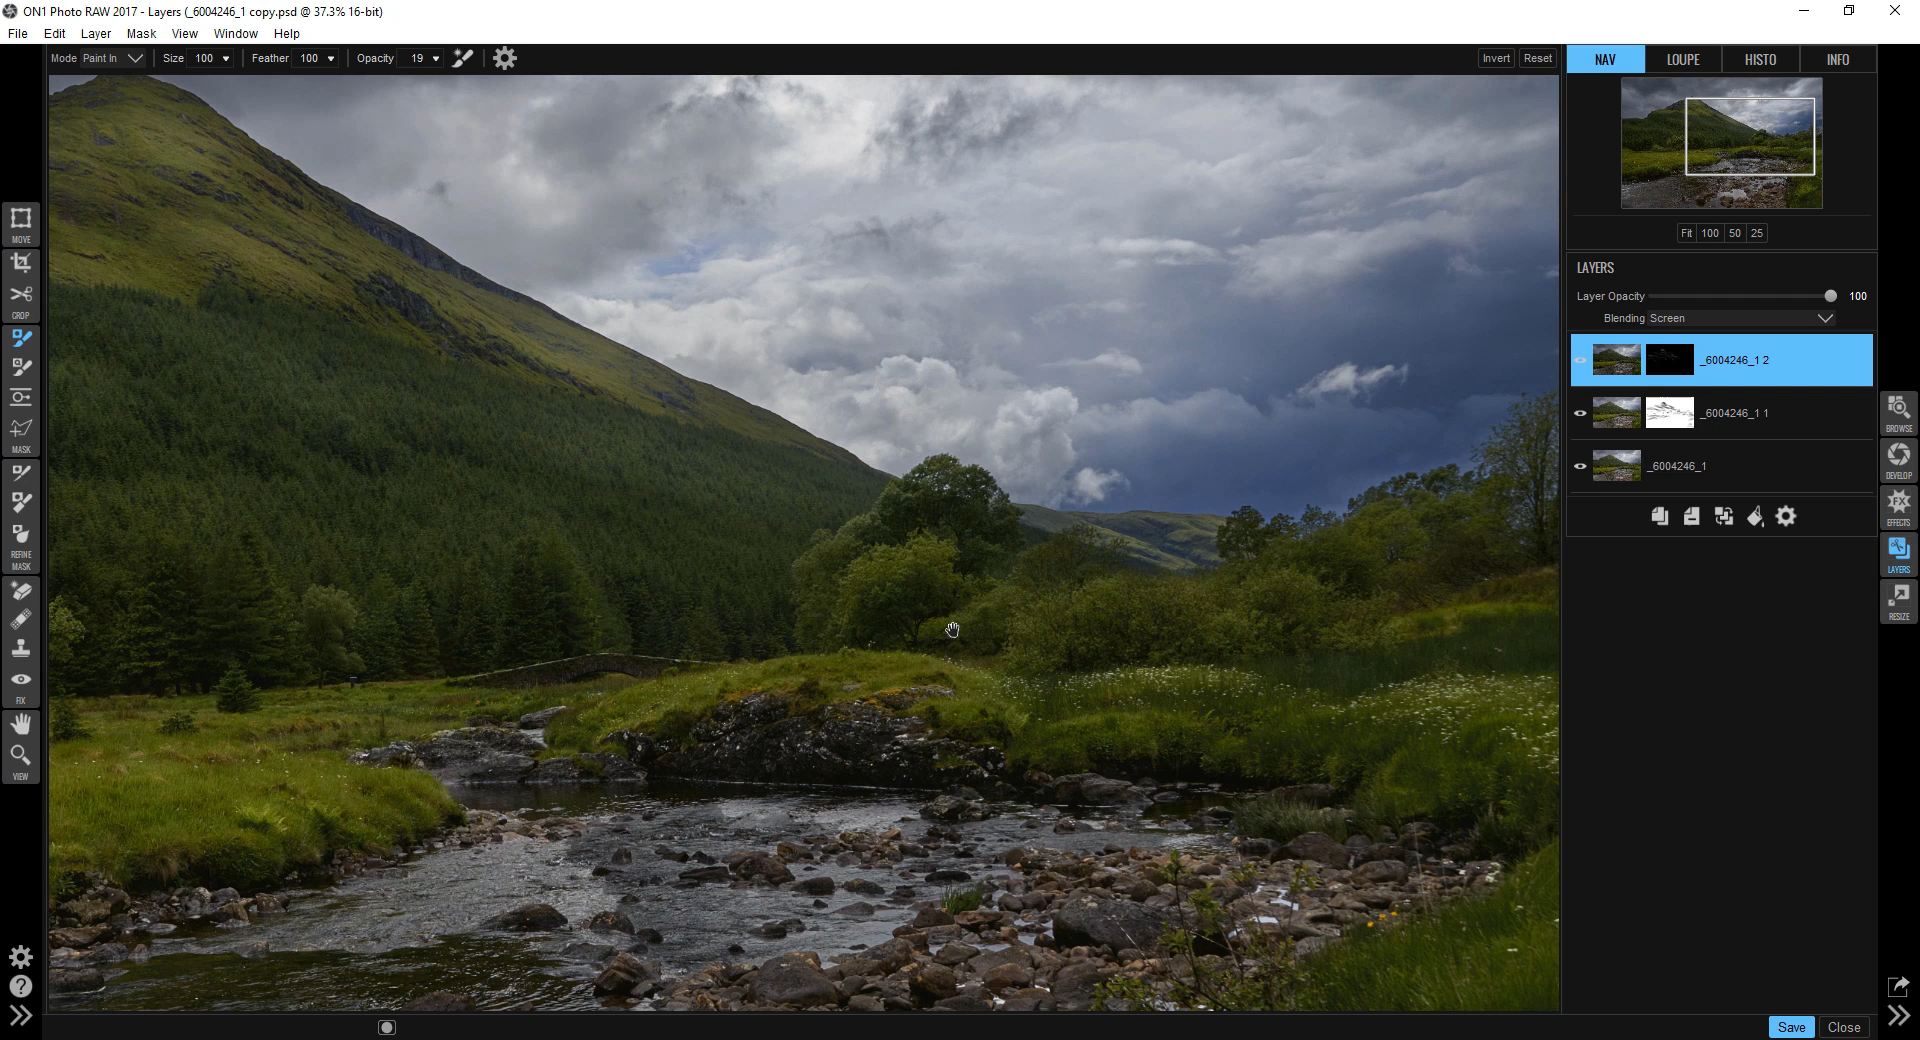 ON1 Photo RAW 2017 - Layers (_6004246_1 copy.psd @ 37.3% 16-bit)
File Edit Layer Mask View Window Help
Mode Paint In Size 100 Feather 100 Opacity 19 Invert Reset
NAV LOUPE HISTO INFO
Fit 100 50 25
LAYERS
Layer Opacity 100
Blending Screen
_6004246_1 2
_6004246_1 1
_6004246_1
MOVE
CROP
MASK
REFINE
MASK
FIX
VIEW
BROWSE
DEVELOP
FX
EFFECTS
LAYERS
RESIZE
Save Close